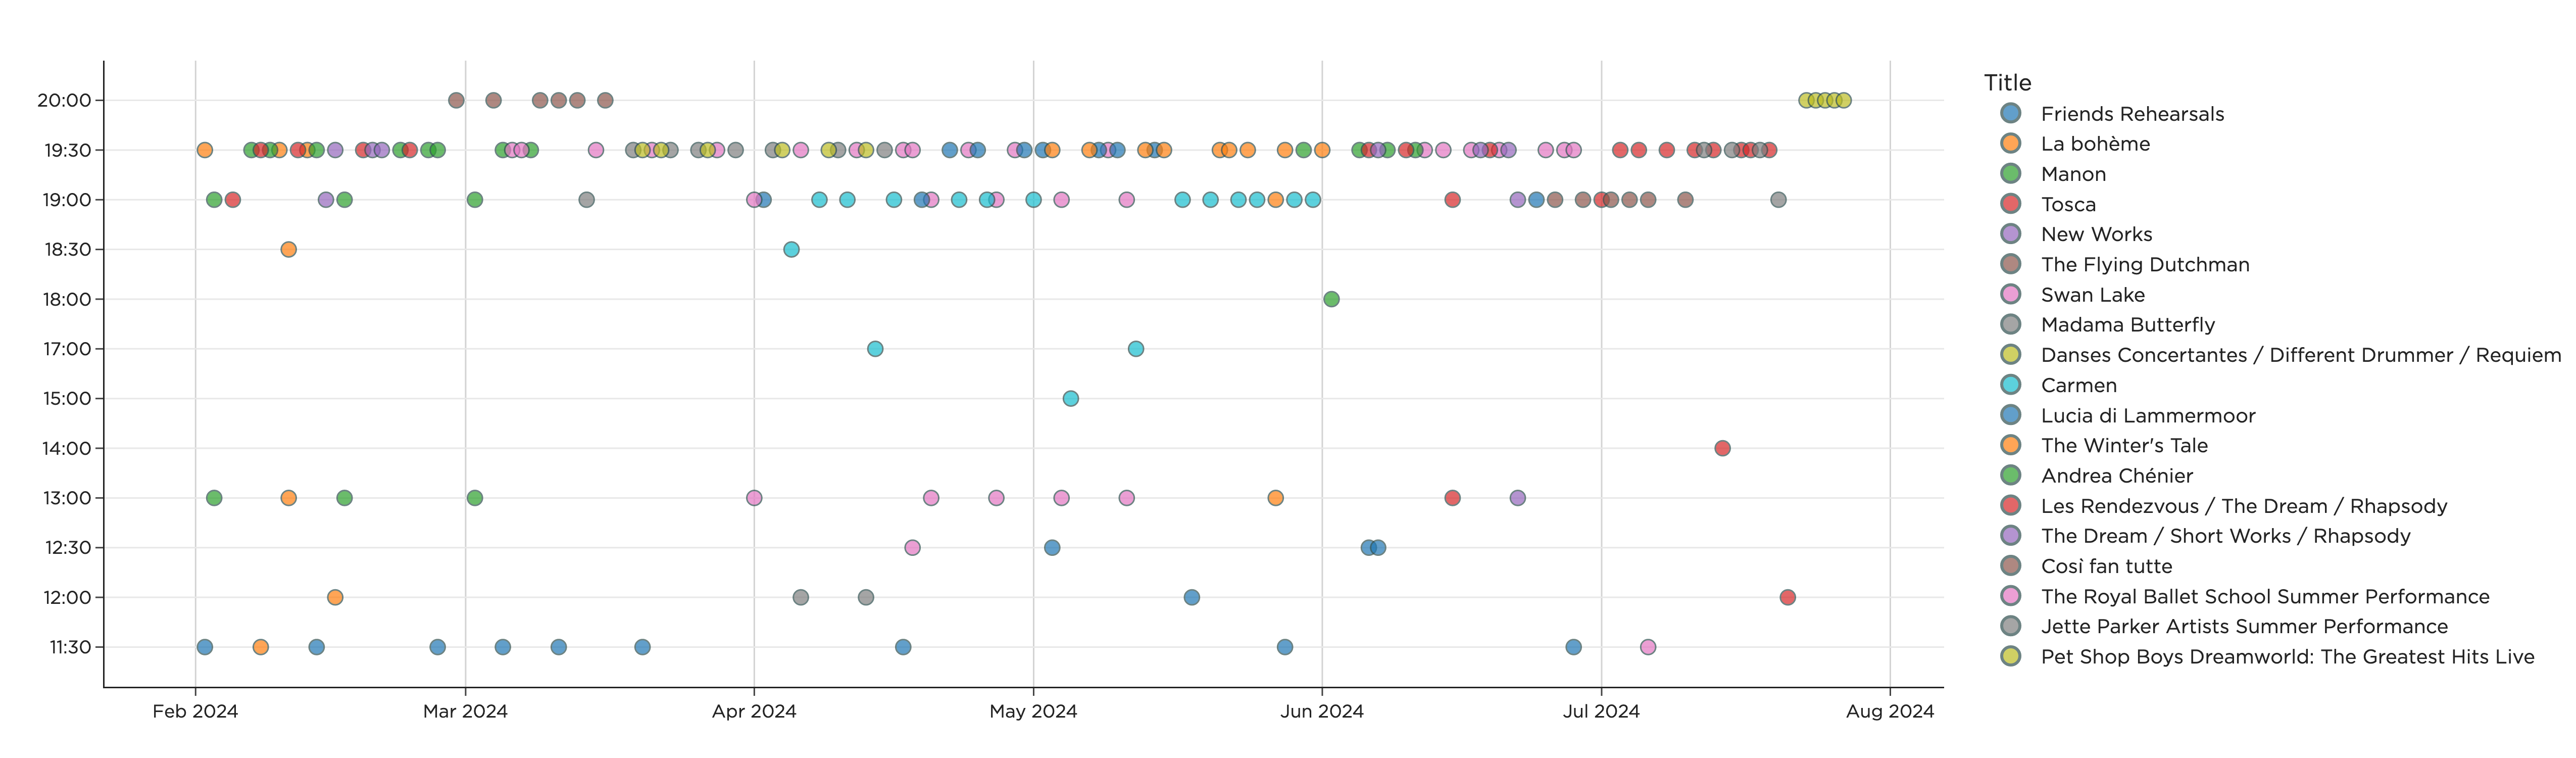 20:00
19:30
19:00
18:30
18:00
17:00
15:00
14:00
13:00
12:30
12:00
11:30
Feb 2024
Mar 2024
Apr 2024
May 2024
Jun 2024
Jul 2024
Aug 2024
Title
Friends Rehearsals
La bohème
Manon
Tosca
New Works
The Flying Dutchman
Swan Lake
Madama Butterfly
Danses Concertantes / Different Drummer / Requiem
Carmen
Lucia di Lammermoor
The Winter's Tale
Andrea Chénier
Les Rendezvous / The Dream / Rhapsody
The Dream / Short Works / Rhapsody
Così fan tutte
The Royal Ballet School Summer Performance
Jette Parker Artists Summer Performance
Pet Shop Boys Dreamworld: The Greatest Hits Live